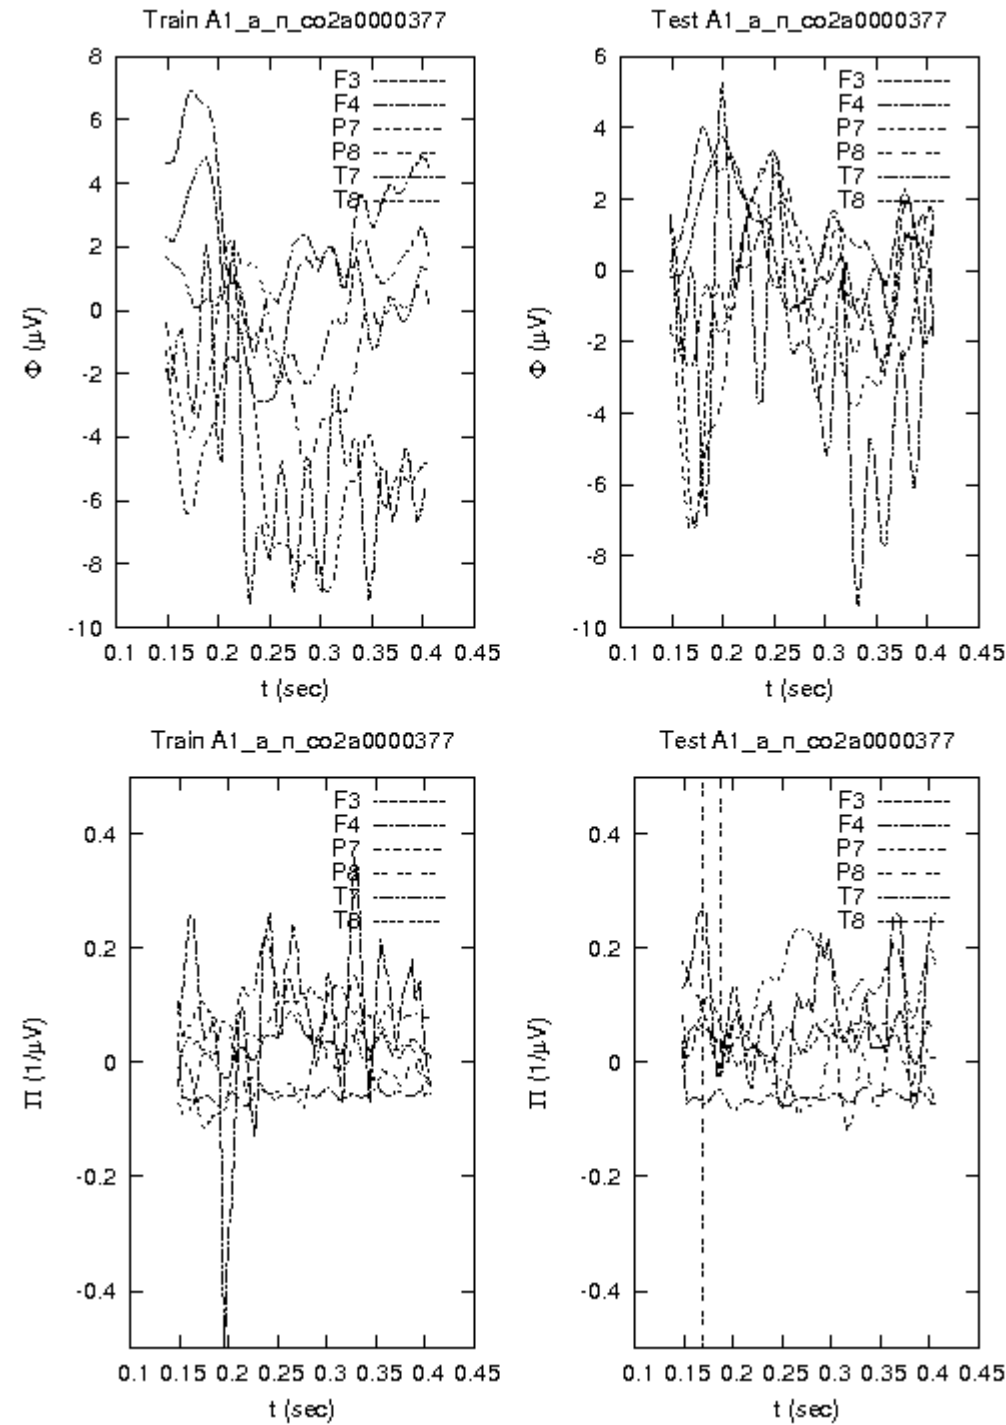 Train A1_a_n_co2a0000377
8
6
4
2
0
-2
-4
-6
-8
-10
Φ (μV)
F3
F4
P7
P8
T7
T8
0.1 0.15 0.2 0.25 0.3 0.35 0.4 0.45
t (sec)
Test A1_a_n_co2a0000377
6
4
2
0
-2
-4
-6
-8
-10
Φ (μV)
F3
F4
P7
P8
T7
T8
0.1 0.15 0.2 0.25 0.3 0.35 0.4 0.45
t (sec)
Train A1_a_n_co2a0000377
0.4
0.2
0
-0.2
-0.4
Π (1/μV)
F3
F4
P7
P8
T7
T8
0.1 0.15 0.2 0.25 0.3 0.35 0.4 0.45
t (sec)
Test A1_a_n_co2a0000377
0.4
0.2
0
-0.2
-0.4
Π (1/μV)
F3
F4
P7
P8
T7
T8
0.1 0.15 0.2 0.25 0.3 0.35 0.4 0.45
t (sec)